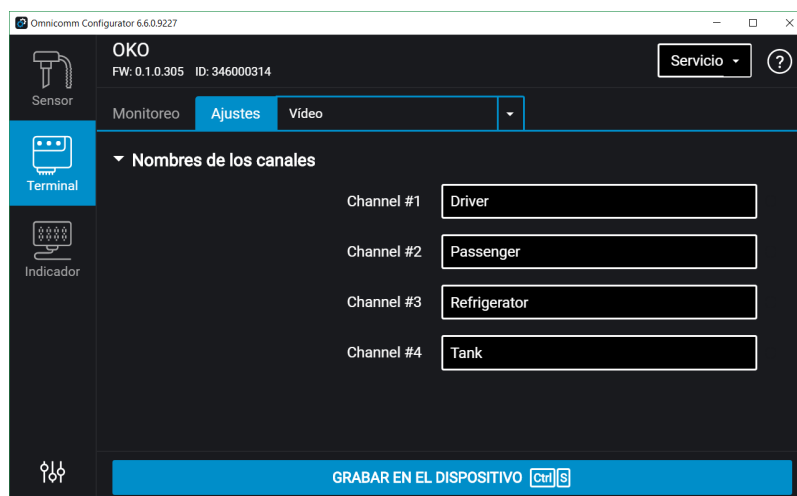 Omnicomm Configurator 6.6.0.9227
Sensor
Terminal
Indicador
OKO
FW: 0.1.0.305 ID: 346000314
Servicio
?
Monitoreo Ajustes Vídeo
Nombres de los canales
Channel #1 Driver
Channel #2 Passenger
Channel #3 Refrigerator
Channel #4 Tank
GRABAR EN EL DISPOSITIVO Ctrl S